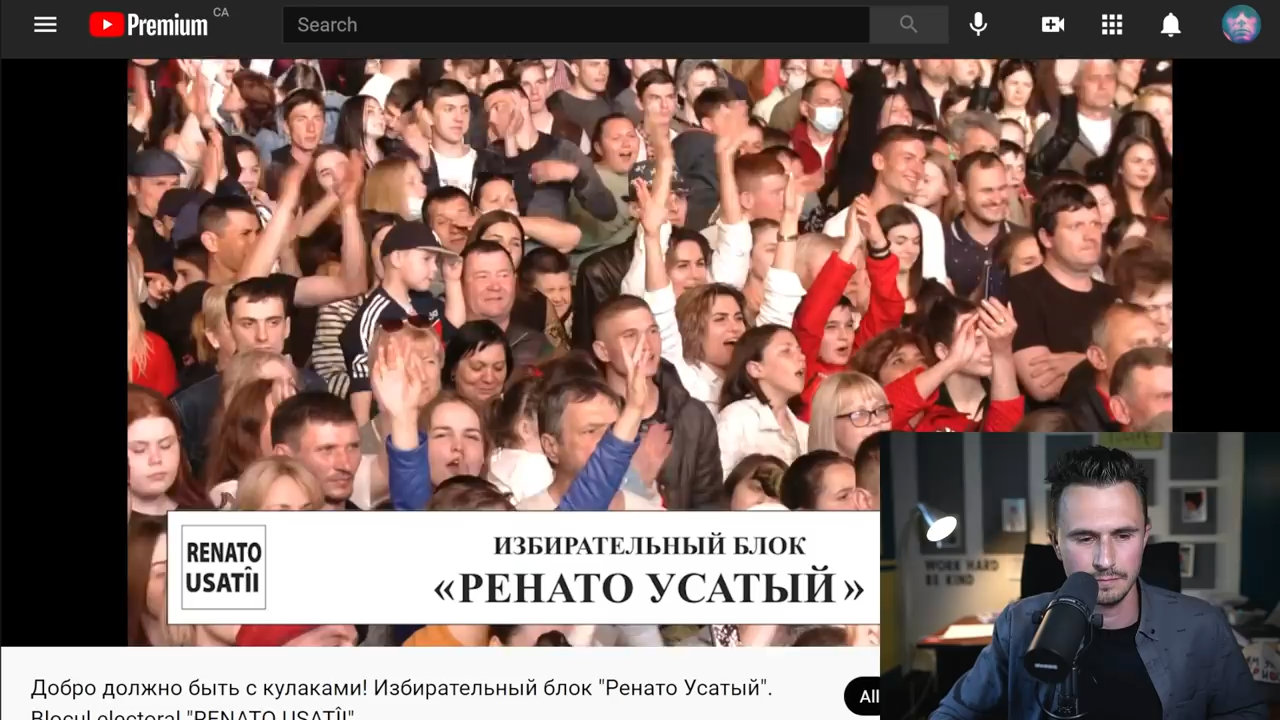 Premium CA
Search
RENATO
USATÎI
ИЗБИРАТЕЛЬНЫЙ БЛОК
«РЕНАТО УСАТЫЙ»
WORK HARD
BE KIND
Добро должно быть с кулаками! Избирательный блок "Ренато Усатый".
All
Blocul electoral "RENATO USATÎI"